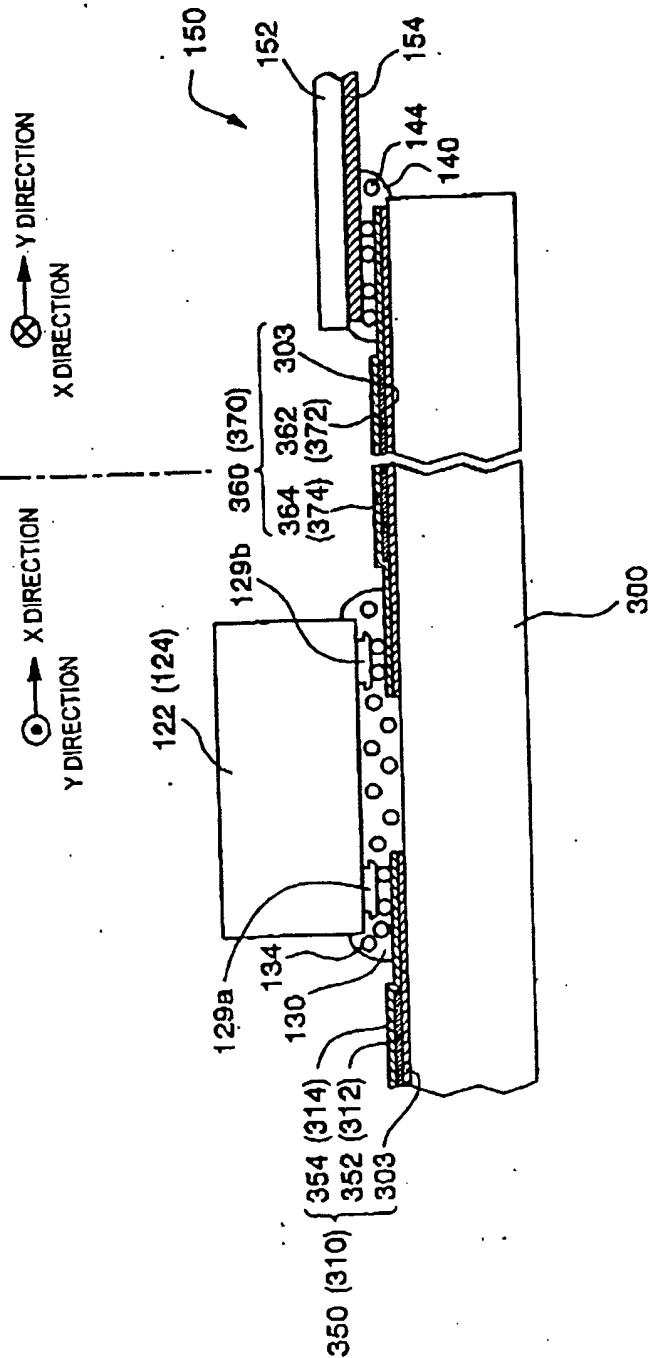 Y DIRECTION
X DIRECTION
X DIRECTION
Y DIRECTION
150
152
154
144
140
122 (124)
129b
360 (370)
364 362 303
(374) (372)
129a
134
130
350 (310)
354 (314)
352 (312)
303
300